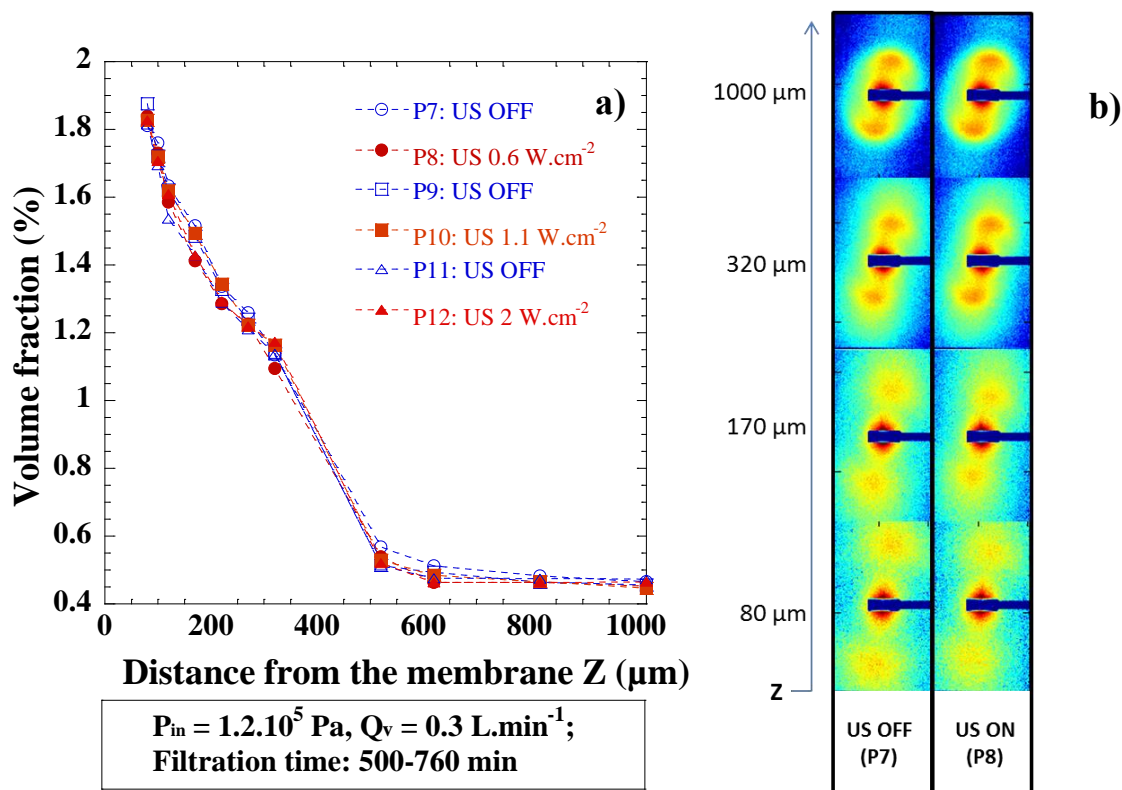 a)
2
1.8
1.6
1.4
1.2
1
0.8
0.6
0.4
0
200
400
600
800
1000
Volume fraction (%)
Distance from the membrane Z (µm)
P7: US OFF
P8: US 0.6 W.cm-2
P9: US OFF
P10: US 1.1 W.cm-2
P11: US OFF
P12: US 2 W.cm-2
Pin = 1.2.10⁵ Pa, Qv = 0.3 L.min-1;
Filtration time: 500-760 min
b)
1000 µm
320 µm
170 µm
80 µm
Z
US OFF
(P7)
US ON
(P8)